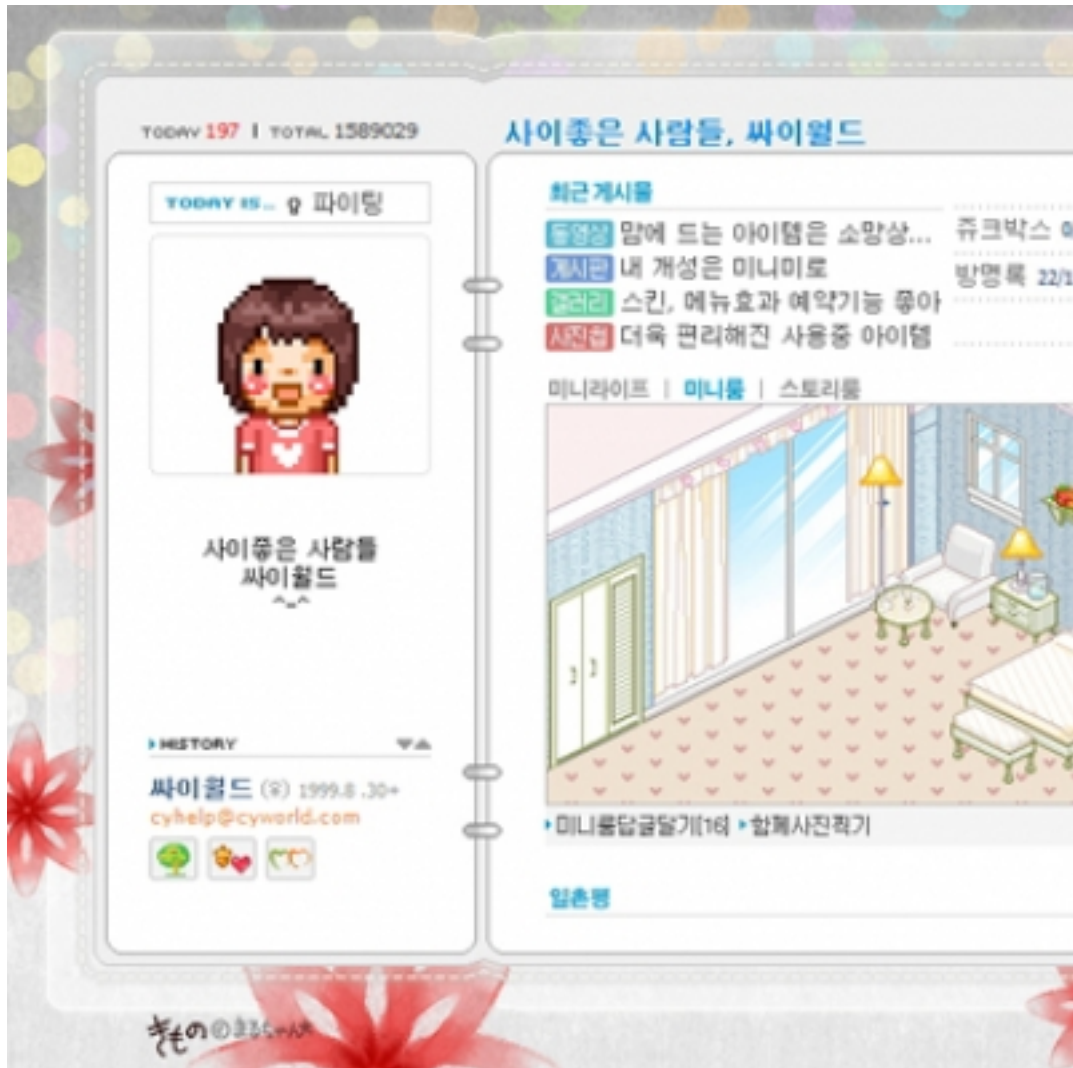 TODAY 197 | TOTAL 1589029
사이좋은 사람들, 싸이월드
TODAY IS... 파이팅
사이좋은 사람들
싸이월드
^_^
HISTORY
싸이월드 (우) 1999.8 .30+
cyhelp@cyworld.com
최근 게시물
동영상 맘에 드는 아이템은 소망상...
게시판 내 개성은 미니미로
갤러리 스킨, 메뉴효과 예약기능 좋아
사진첩 더욱 편리해진 사용중 아이템
쥬크박스
방명록 22/1
미니라이프 | 미니룸 | 스토리룸
미니룸답글달기[16] 함께사진찍기
일촌평
きもの